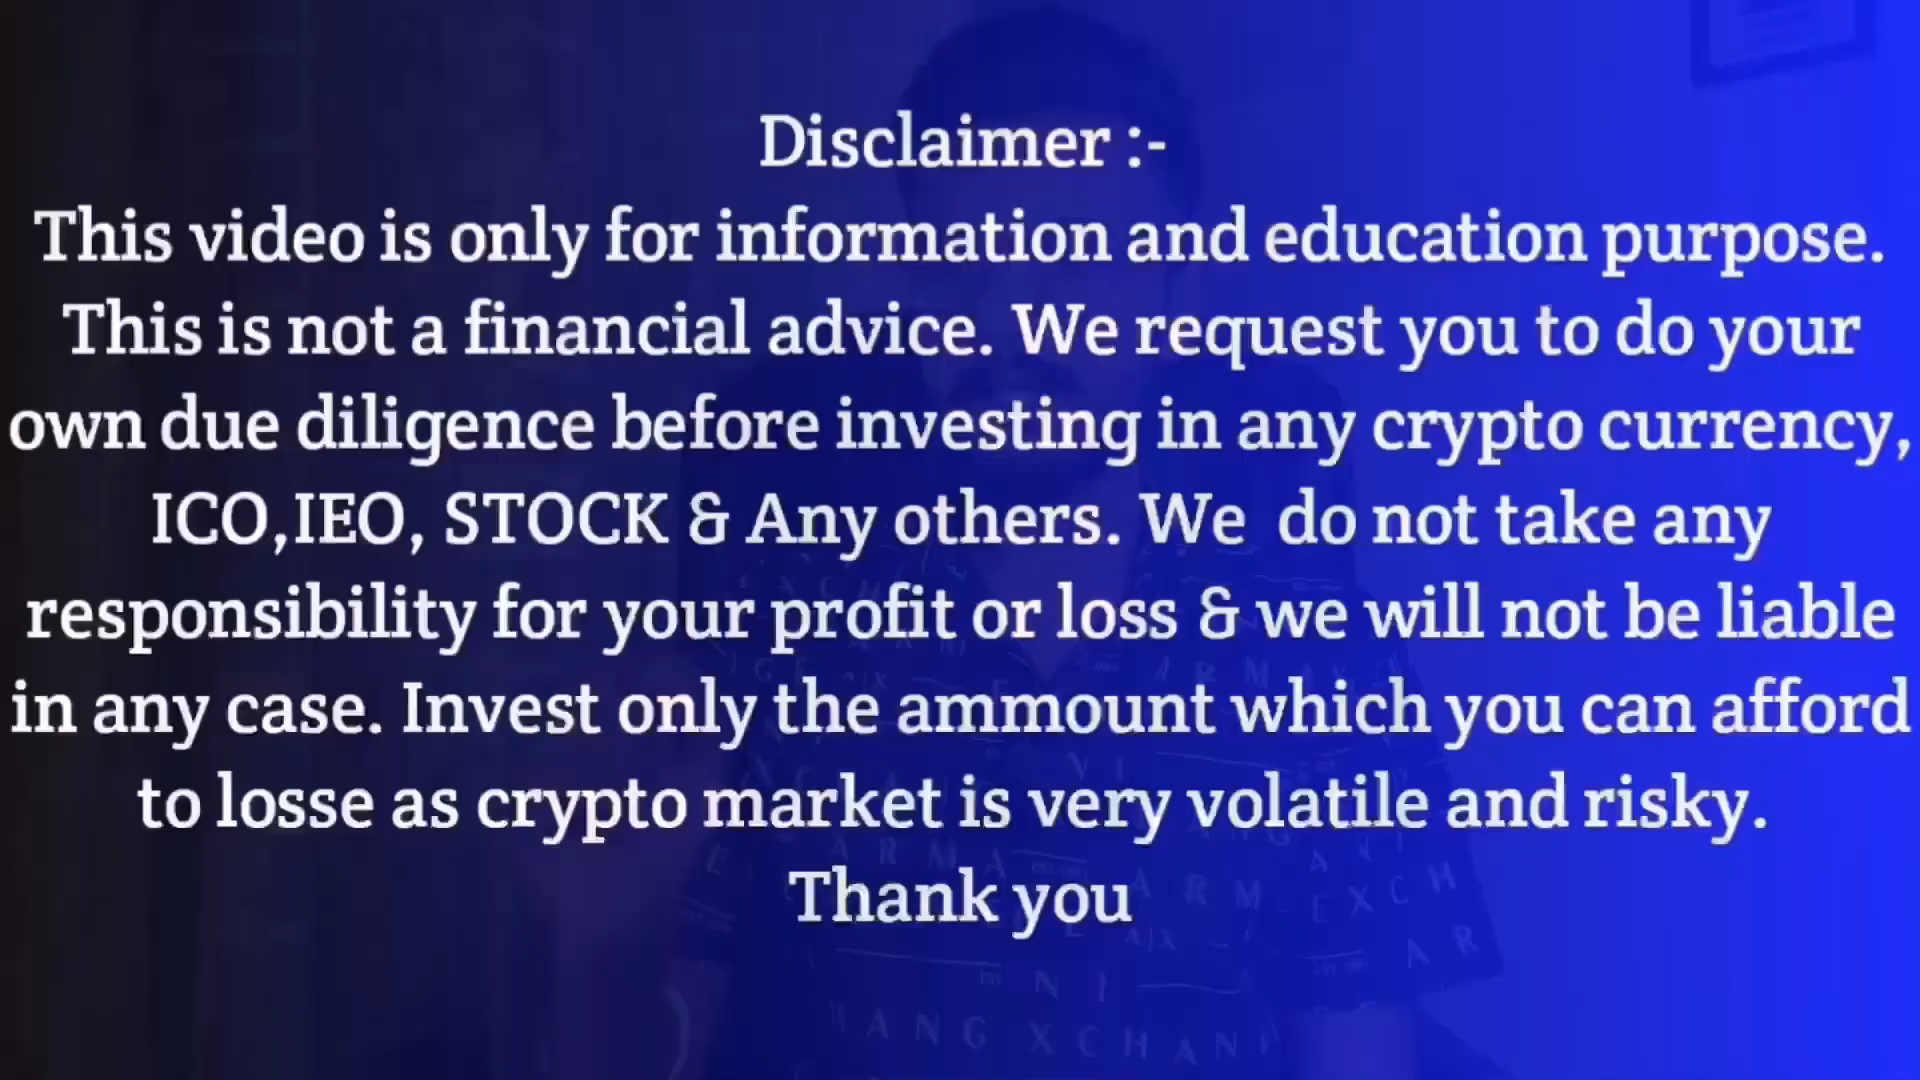 Disclaimer :-
This video is only for information and education purpose.
This is not a financial advice. We request you to do your
own due diligence before investing in any crypto currency,
ICO,IEO, STOCK & Any others. We do not take any
responsibility for your profit or loss & we will not be liable
in any case. Invest only the ammount which you can afford
to losse as crypto market is very volatile and risky.
Thank you